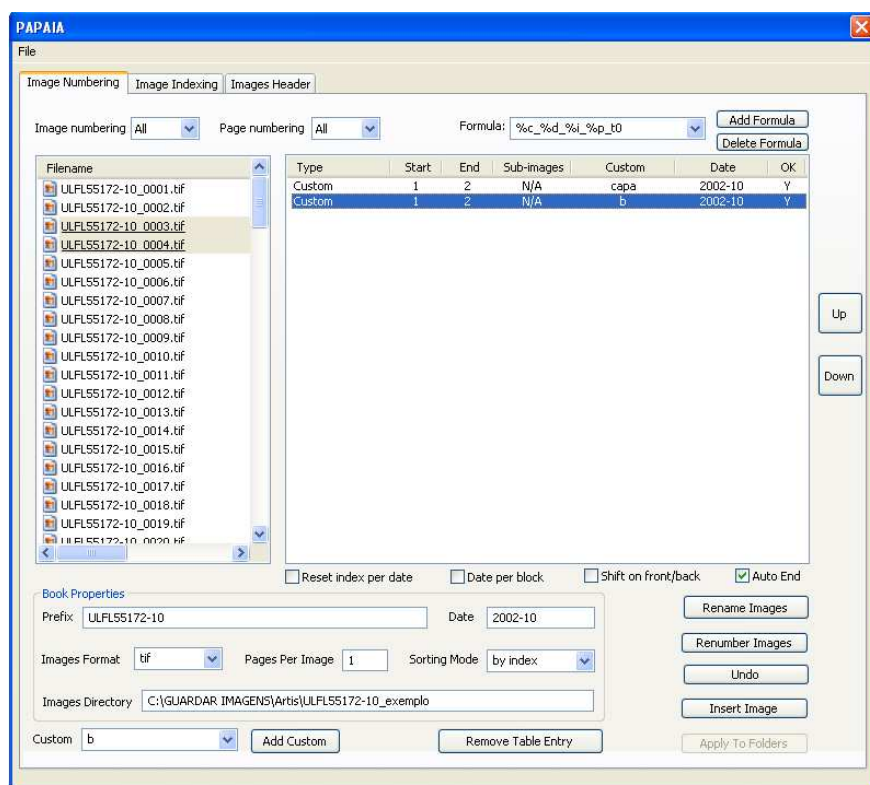 PAPAIA
File
Image Numbering Image Indexing Images Header
Image numbering All Page numbering All Formula: %c_%d_%i_%p_t0 Add Formula
Delete Formula
Filename
ULFL55172-10_0001.tif
ULFL55172-10_0002.tif
ULFL55172-10_0003.tif
ULFL55172-10_0004.tif
ULFL55172-10_0005.tif
ULFL55172-10_0006.tif
ULFL55172-10_0007.tif
ULFL55172-10_0008.tif
ULFL55172-10_0009.tif
ULFL55172-10_0010.tif
ULFL55172-10_0011.tif
ULFL55172-10_0012.tif
ULFL55172-10_0013.tif
ULFL55172-10_0014.tif
ULFL55172-10_0015.tif
ULFL55172-10_0016.tif
ULFL55172-10_0017.tif
ULFL55172-10_0018.tif
ULFL55172-10_0019.tif
ULFL55172-10_0020.tif
Type Start End Sub-images Custom Date OK
Custom 1 2 N/A capa 2002-10 Y
Custom 1 2 N/A b 2002-10 Y
Up
Down
Reset index per date Date per block Shift on front/back Auto End
Book Properties
Prefix ULFL55172-10 Date 2002-10
Images Format tif Pages Per Image 1 Sorting Mode by index
Images Directory C:\GUARDAR IMAGENS\Artis\ULFL55172-10_exemplo
Rename Images
Renumber Images
Undo
Insert Image
Custom b Add Custom Remove Table Entry Apply To Folders